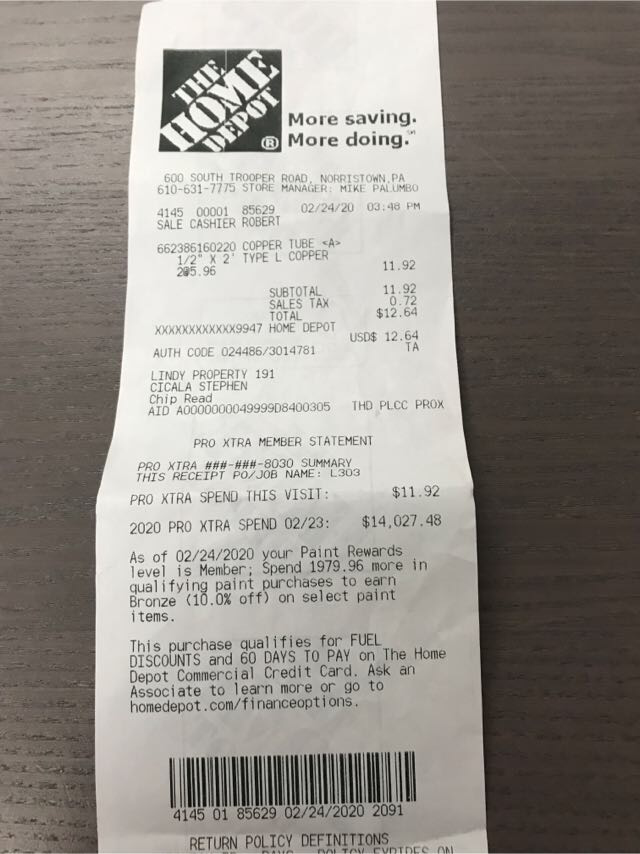 THE
HOME
DEPOT
®
More saving.
More doing.℠
600 SOUTH TROOPER ROAD, NORRISTOWN,PA
610-631-7775 STORE MANAGER: MIKE PALUMBO
4145 00001 85629 02/24/20 03:48 PM
SALE CASHIER ROBERT
662386160220 COPPER TUBE <A>
1/2" X 2' TYPE L COPPER
2@5.96 11.92
SUBTOTAL 11.92
SALES TAX 0.72
TOTAL $12.64
XXXXXXXXXXXX9947 HOME DEPOT
USD$ 12.64
AUTH CODE 024486/3014781 TA
LINDY PROPERTY 191
CICALA STEPHEN
Chip Read
AID A0000000049999D8400305 THD PLCC PROX
PRO XTRA MEMBER STATEMENT
PRO XTRA ###-###-8030 SUMMARY
THIS RECEIPT PO/JOB NAME: L303
PRO XTRA SPEND THIS VISIT: $11.92
2020 PRO XTRA SPEND 02/23: $14,027.48
As of 02/24/2020 your Paint Rewards
level is Member; Spend 1979.96 more in
qualifying paint purchases to earn
Bronze (10.0% off) on select paint
items.
This purchase qualifies for FUEL
DISCOUNTS and 60 DAYS TO PAY on The Home
Depot Commercial Credit Card. Ask an
Associate to learn more or go to
homedepot.com/financeoptions.
4145 01 85629 02/24/2020 2091
RETURN POLICY DEFINITIONS
DAYS POLICY EXPIRES ON